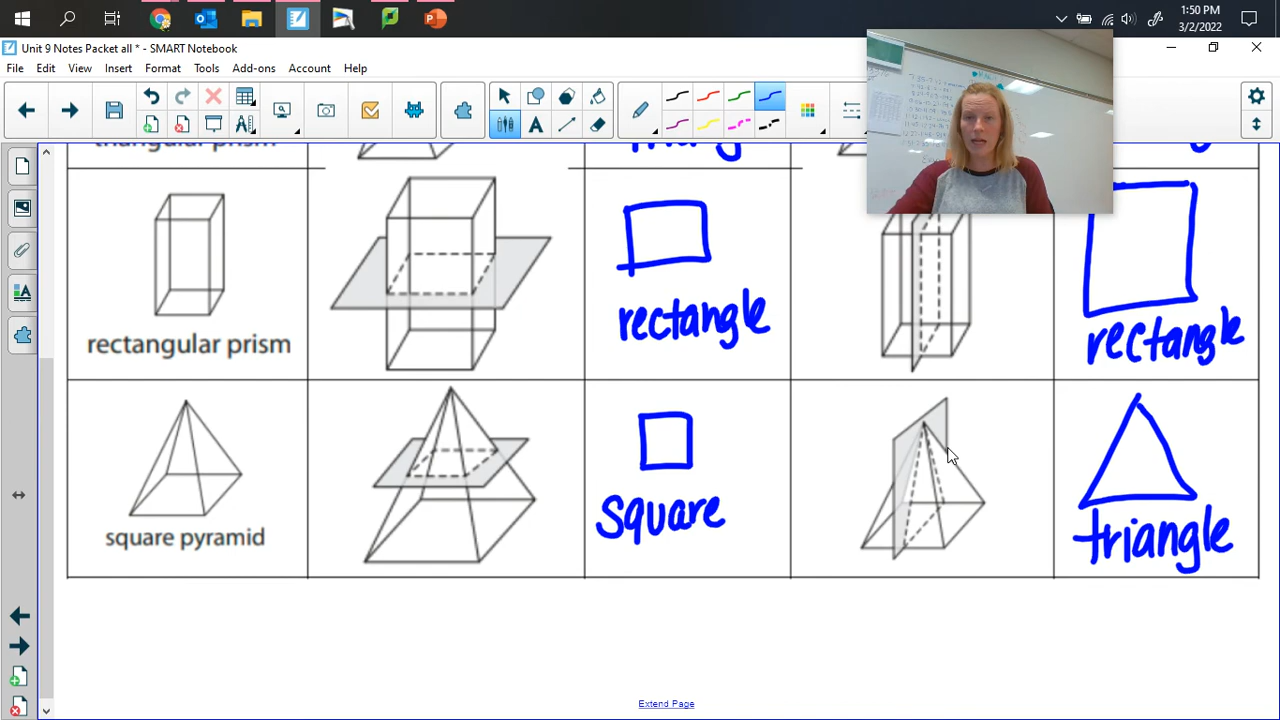 1:50 PM
3/2/2022
Unit 9 Notes Packet all * - SMART Notebook
File Edit View Insert Format Tools Add-ons Account Help
rectangular prism
rectangle
rectangle
square pyramid
square
triangle
Extend Page